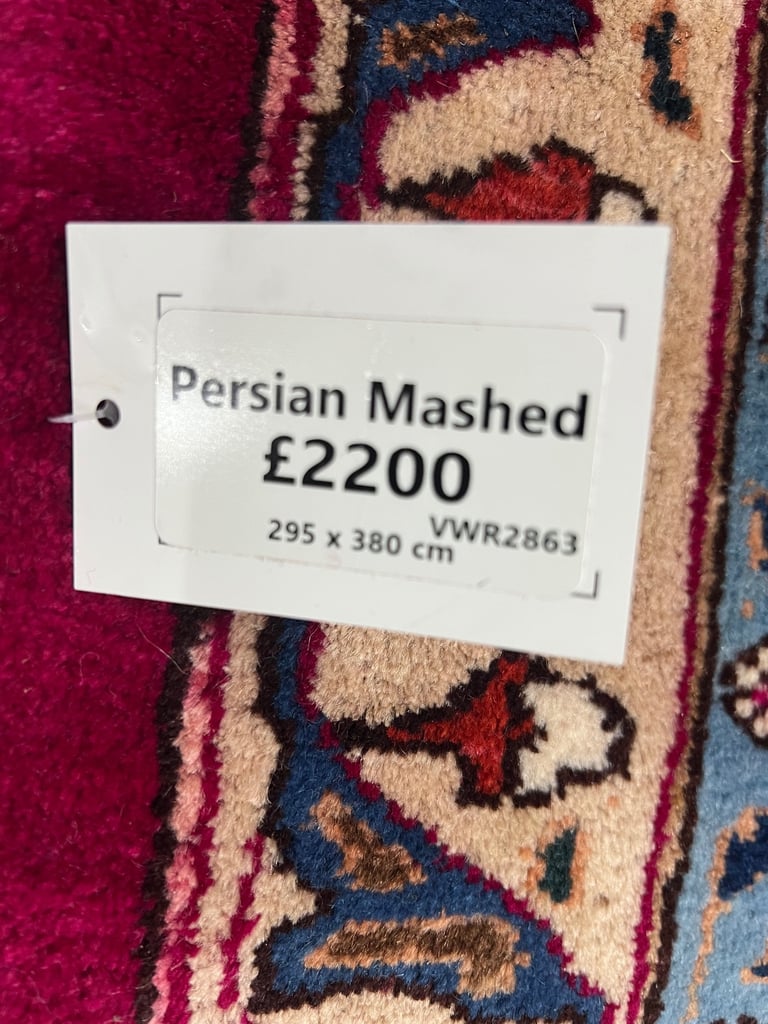 Persian Mashed
£2200
295 x 380 cm VWR2863